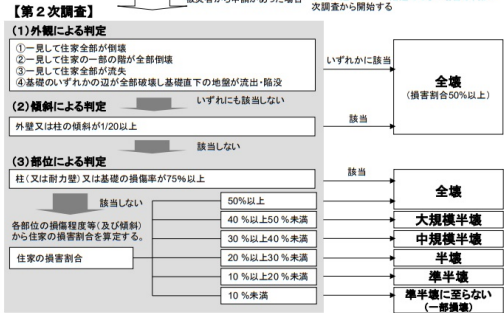 被災者から申請があった場合
次調査から開始する
【第2次調査】
(1)外観による判定
①一見して住家全部が倒壊
②一見して住家の一部の階が全部倒壊
③一見して住家全部が流失
④基礎のいずれかの辺が全部破壊し基礎直下の地盤が流出・陥没
いずれかに該当
全壊
(損害割合50%以上)
いずれにも該当しない
(2)傾斜による判定
外壁又は柱の傾斜が1/20以上
該当
該当しない
(3)部位による判定
柱(又は耐力壁)又は基礎の損傷率が75%以上
該当
全壊
該当しない
50%以上
各部位の損傷程度等(及び傾斜)
から住家の損害割合を算定する。
40 %以上50 %未満
大規模半壊
30 %以上40 %未満
中規模半壊
住家の損害割合
20 %以上30 %未満
半壊
10 %以上20 %未満
準半壊
10 %未満
準半壊に至らない
(一部損壊)